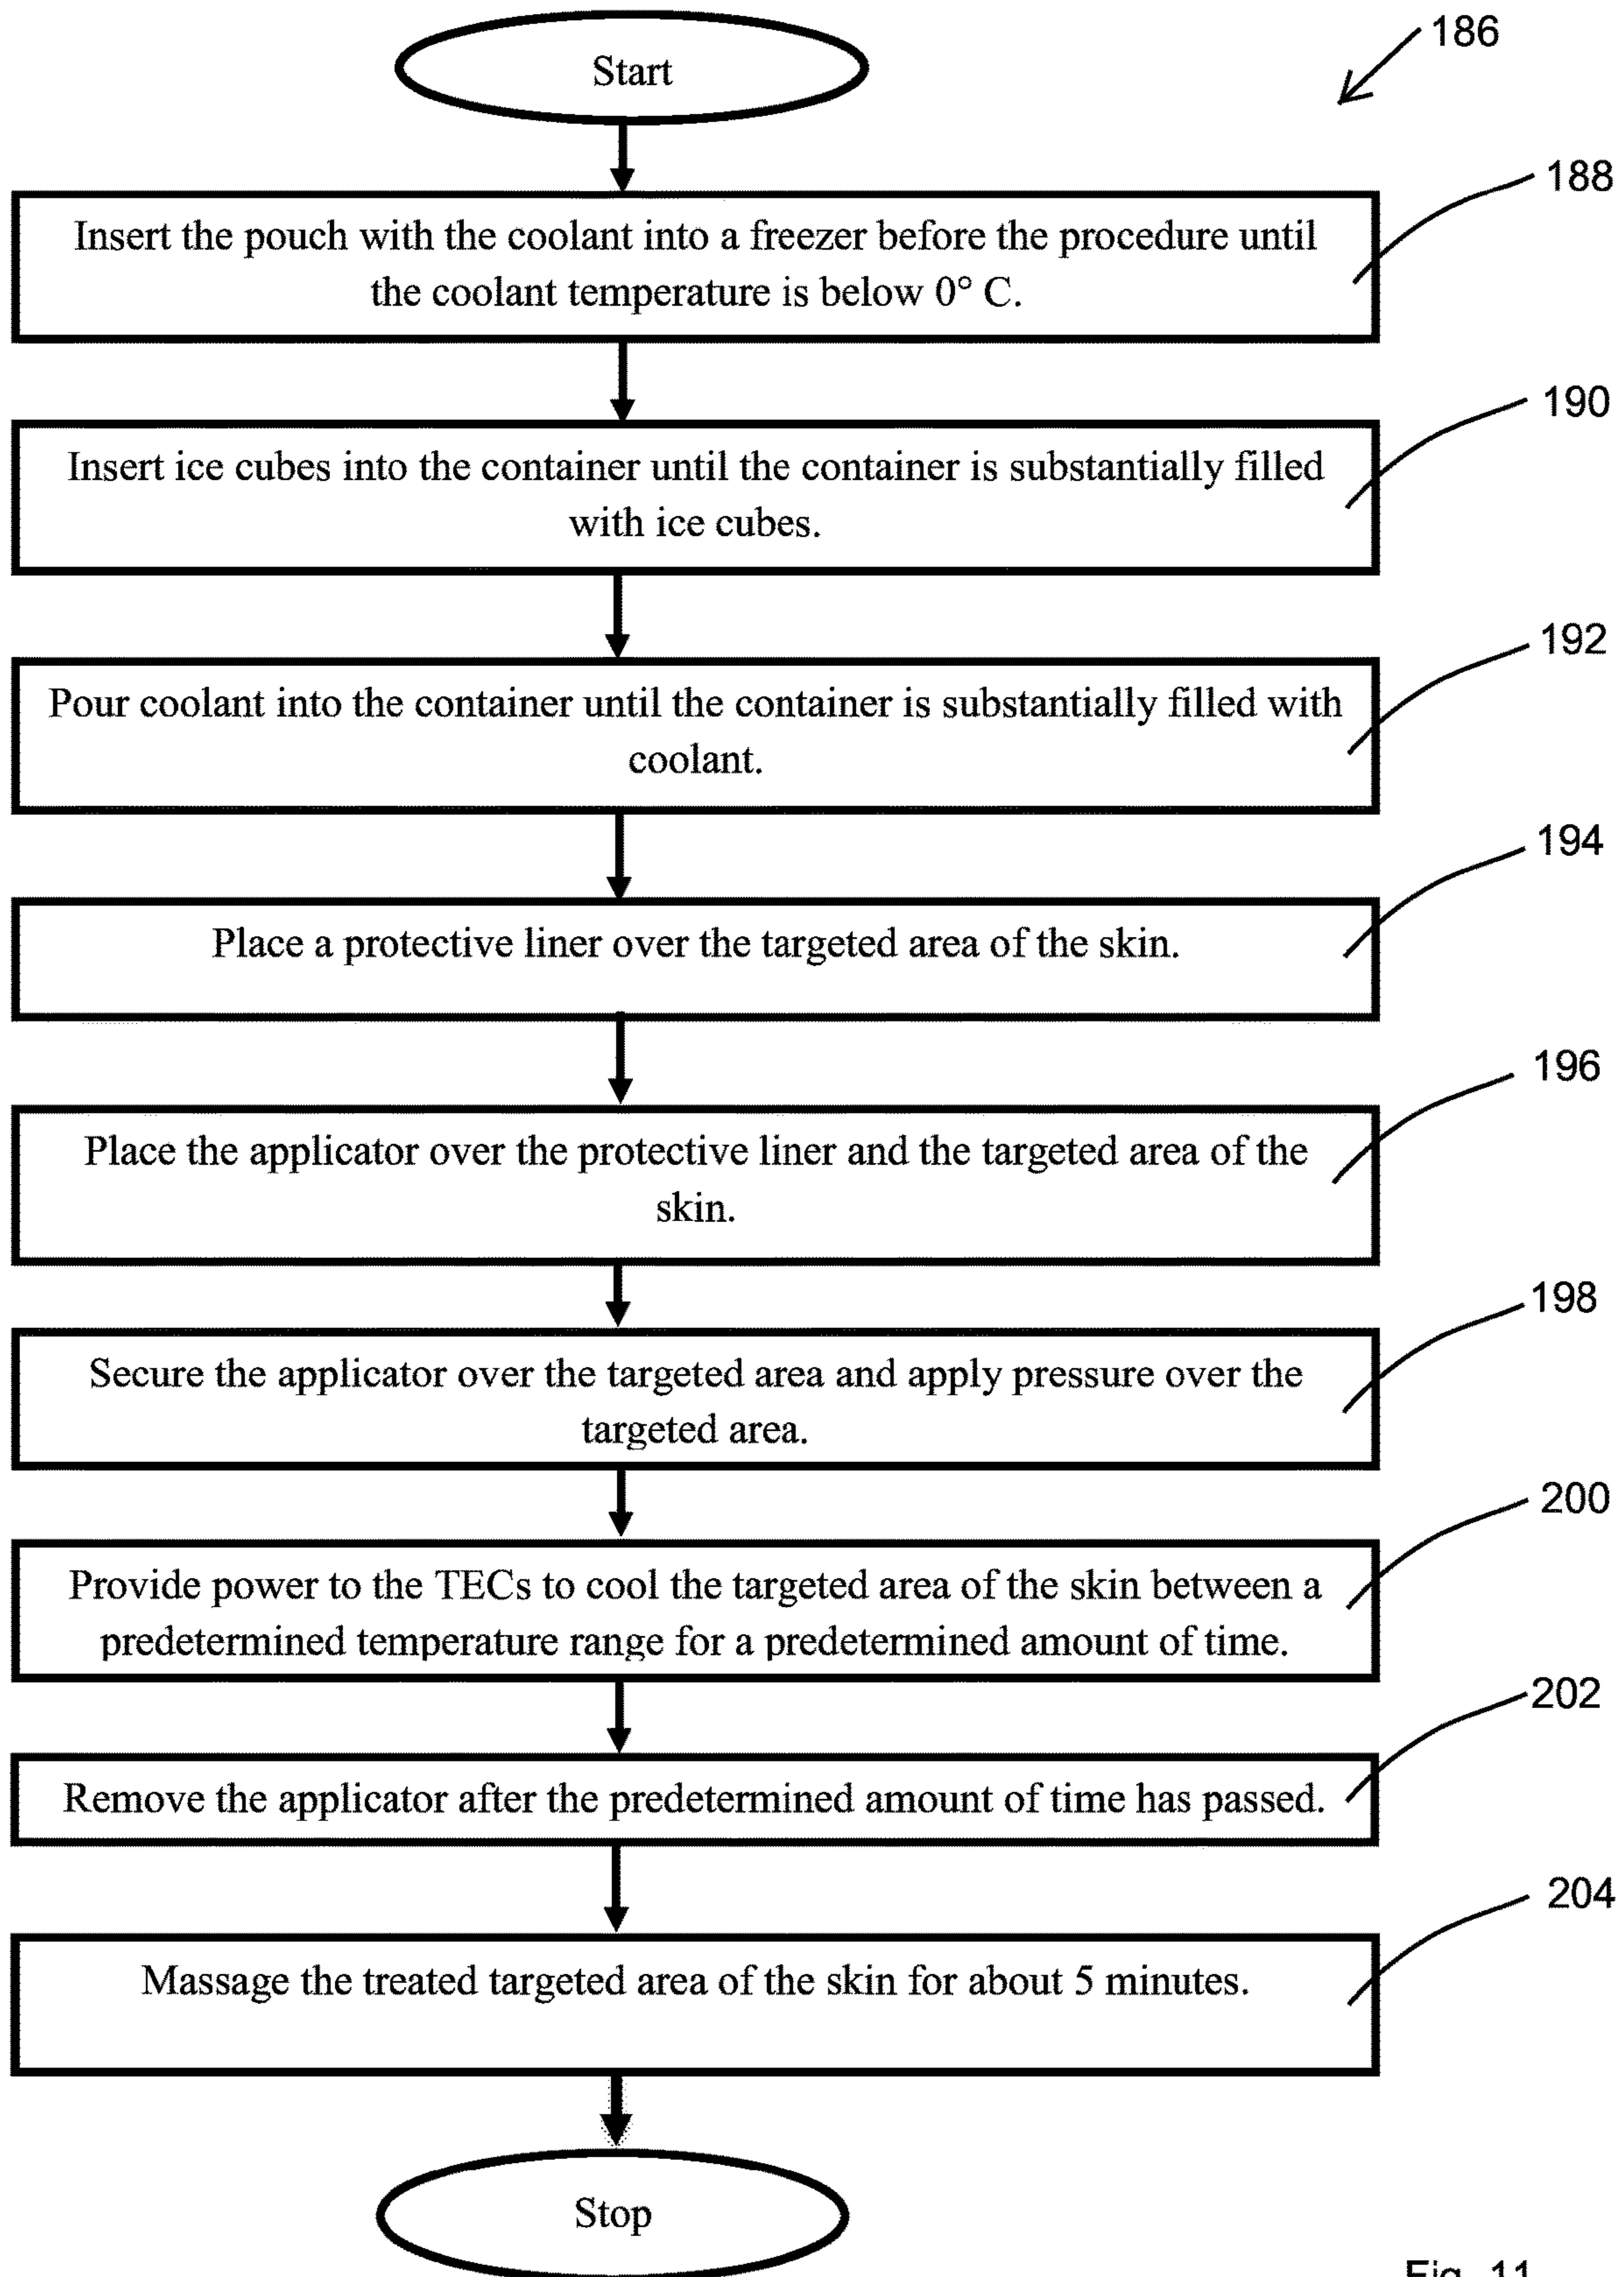 Start
186
188
Insert the pouch with the coolant into a freezer before the procedure until
the coolant temperature is below 0° C.
190
Insert ice cubes into the container until the container is substantially filled
with ice cubes.
192
Pour coolant into the container until the container is substantially filled with
coolant.
194
Place a protective liner over the targeted area of the skin.
196
Place the applicator over the protective liner and the targeted area of the
skin.
198
Secure the applicator over the targeted area and apply pressure over the
targeted area.
200
Provide power to the TECs to cool the targeted area of the skin between a
predetermined temperature range for a predetermined amount of time.
202
Remove the applicator after the predetermined amount of time has passed.
204
Massage the treated targeted area of the skin for about 5 minutes.
Stop
Fig. 11